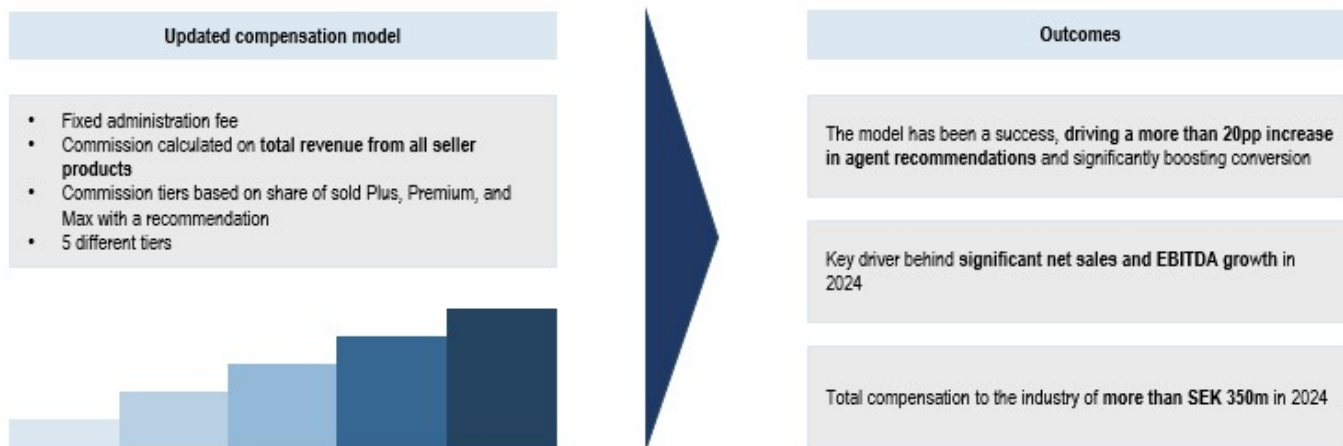 Updated compensation model
• Fixed administration fee
• Commission calculated on total revenue from all seller
products
• Commission tiers based on share of sold Plus, Premium, and
Max with a recommendation
• 5 different tiers
Outcomes
The model has been a success, driving a more than 20pp increase
in agent recommendations and significantly boosting conversion
Key driver behind significant net sales and EBITDA growth in
2024
Total compensation to the industry of more than SEK 350m in 2024